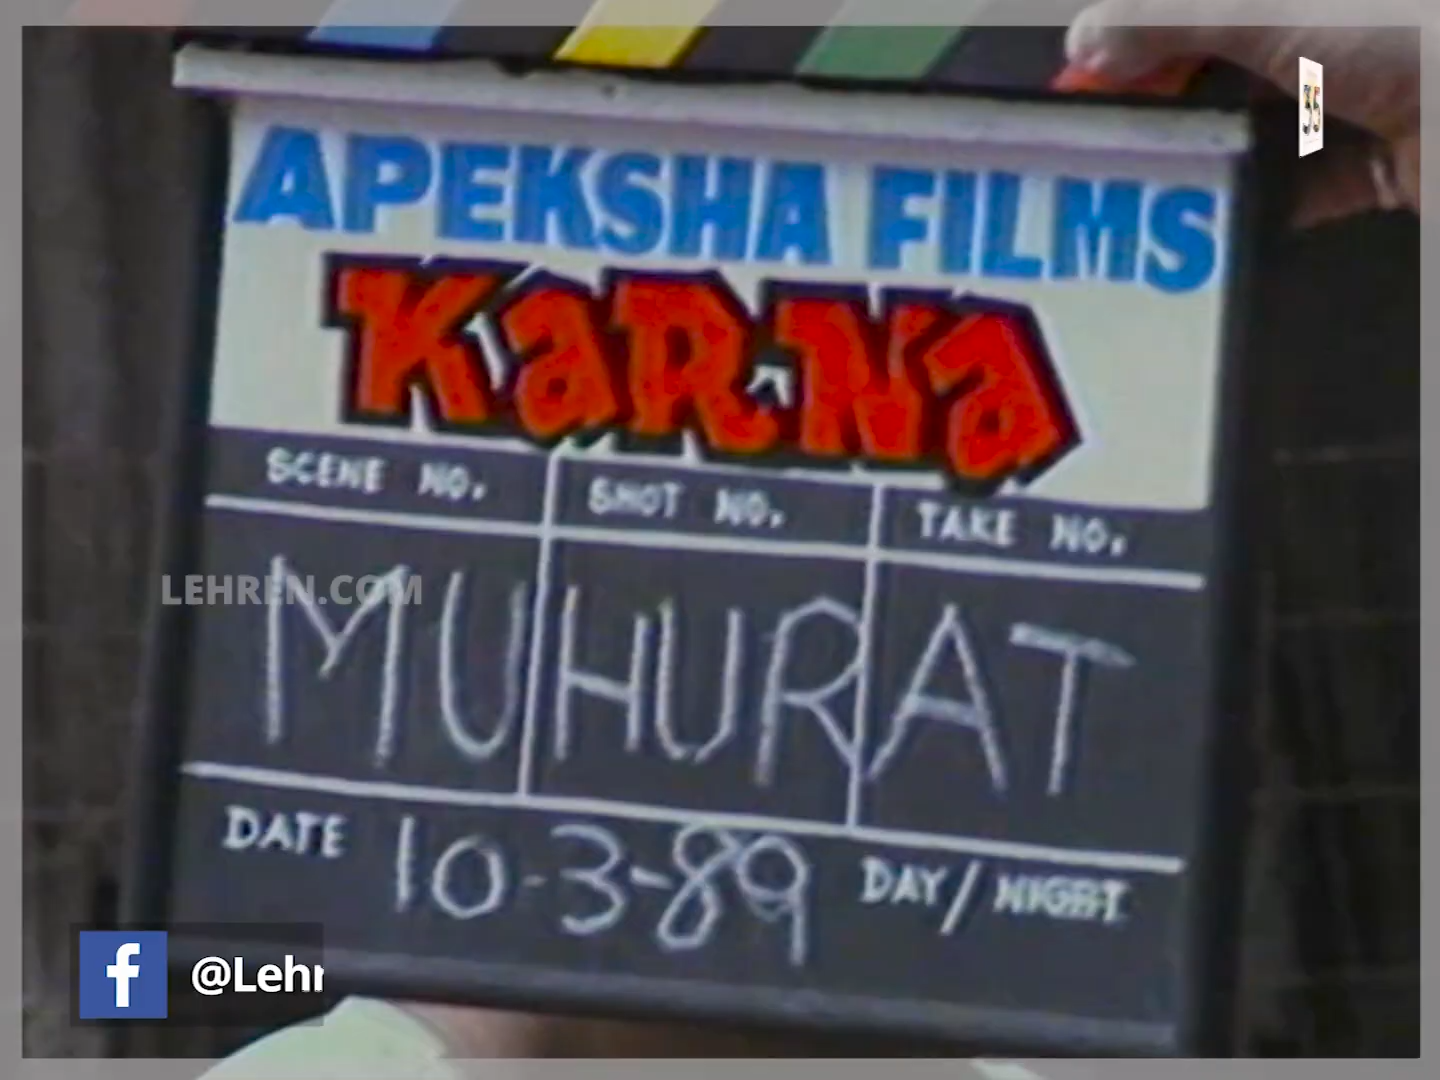 35
APEKSHA FILMS
KARNA
SCENE NO. SHOT NO. TAKE NO.
LEHREN.COM
MUHURAT
DATE 10-3-89 DAY/NIGHT
f @Lehr